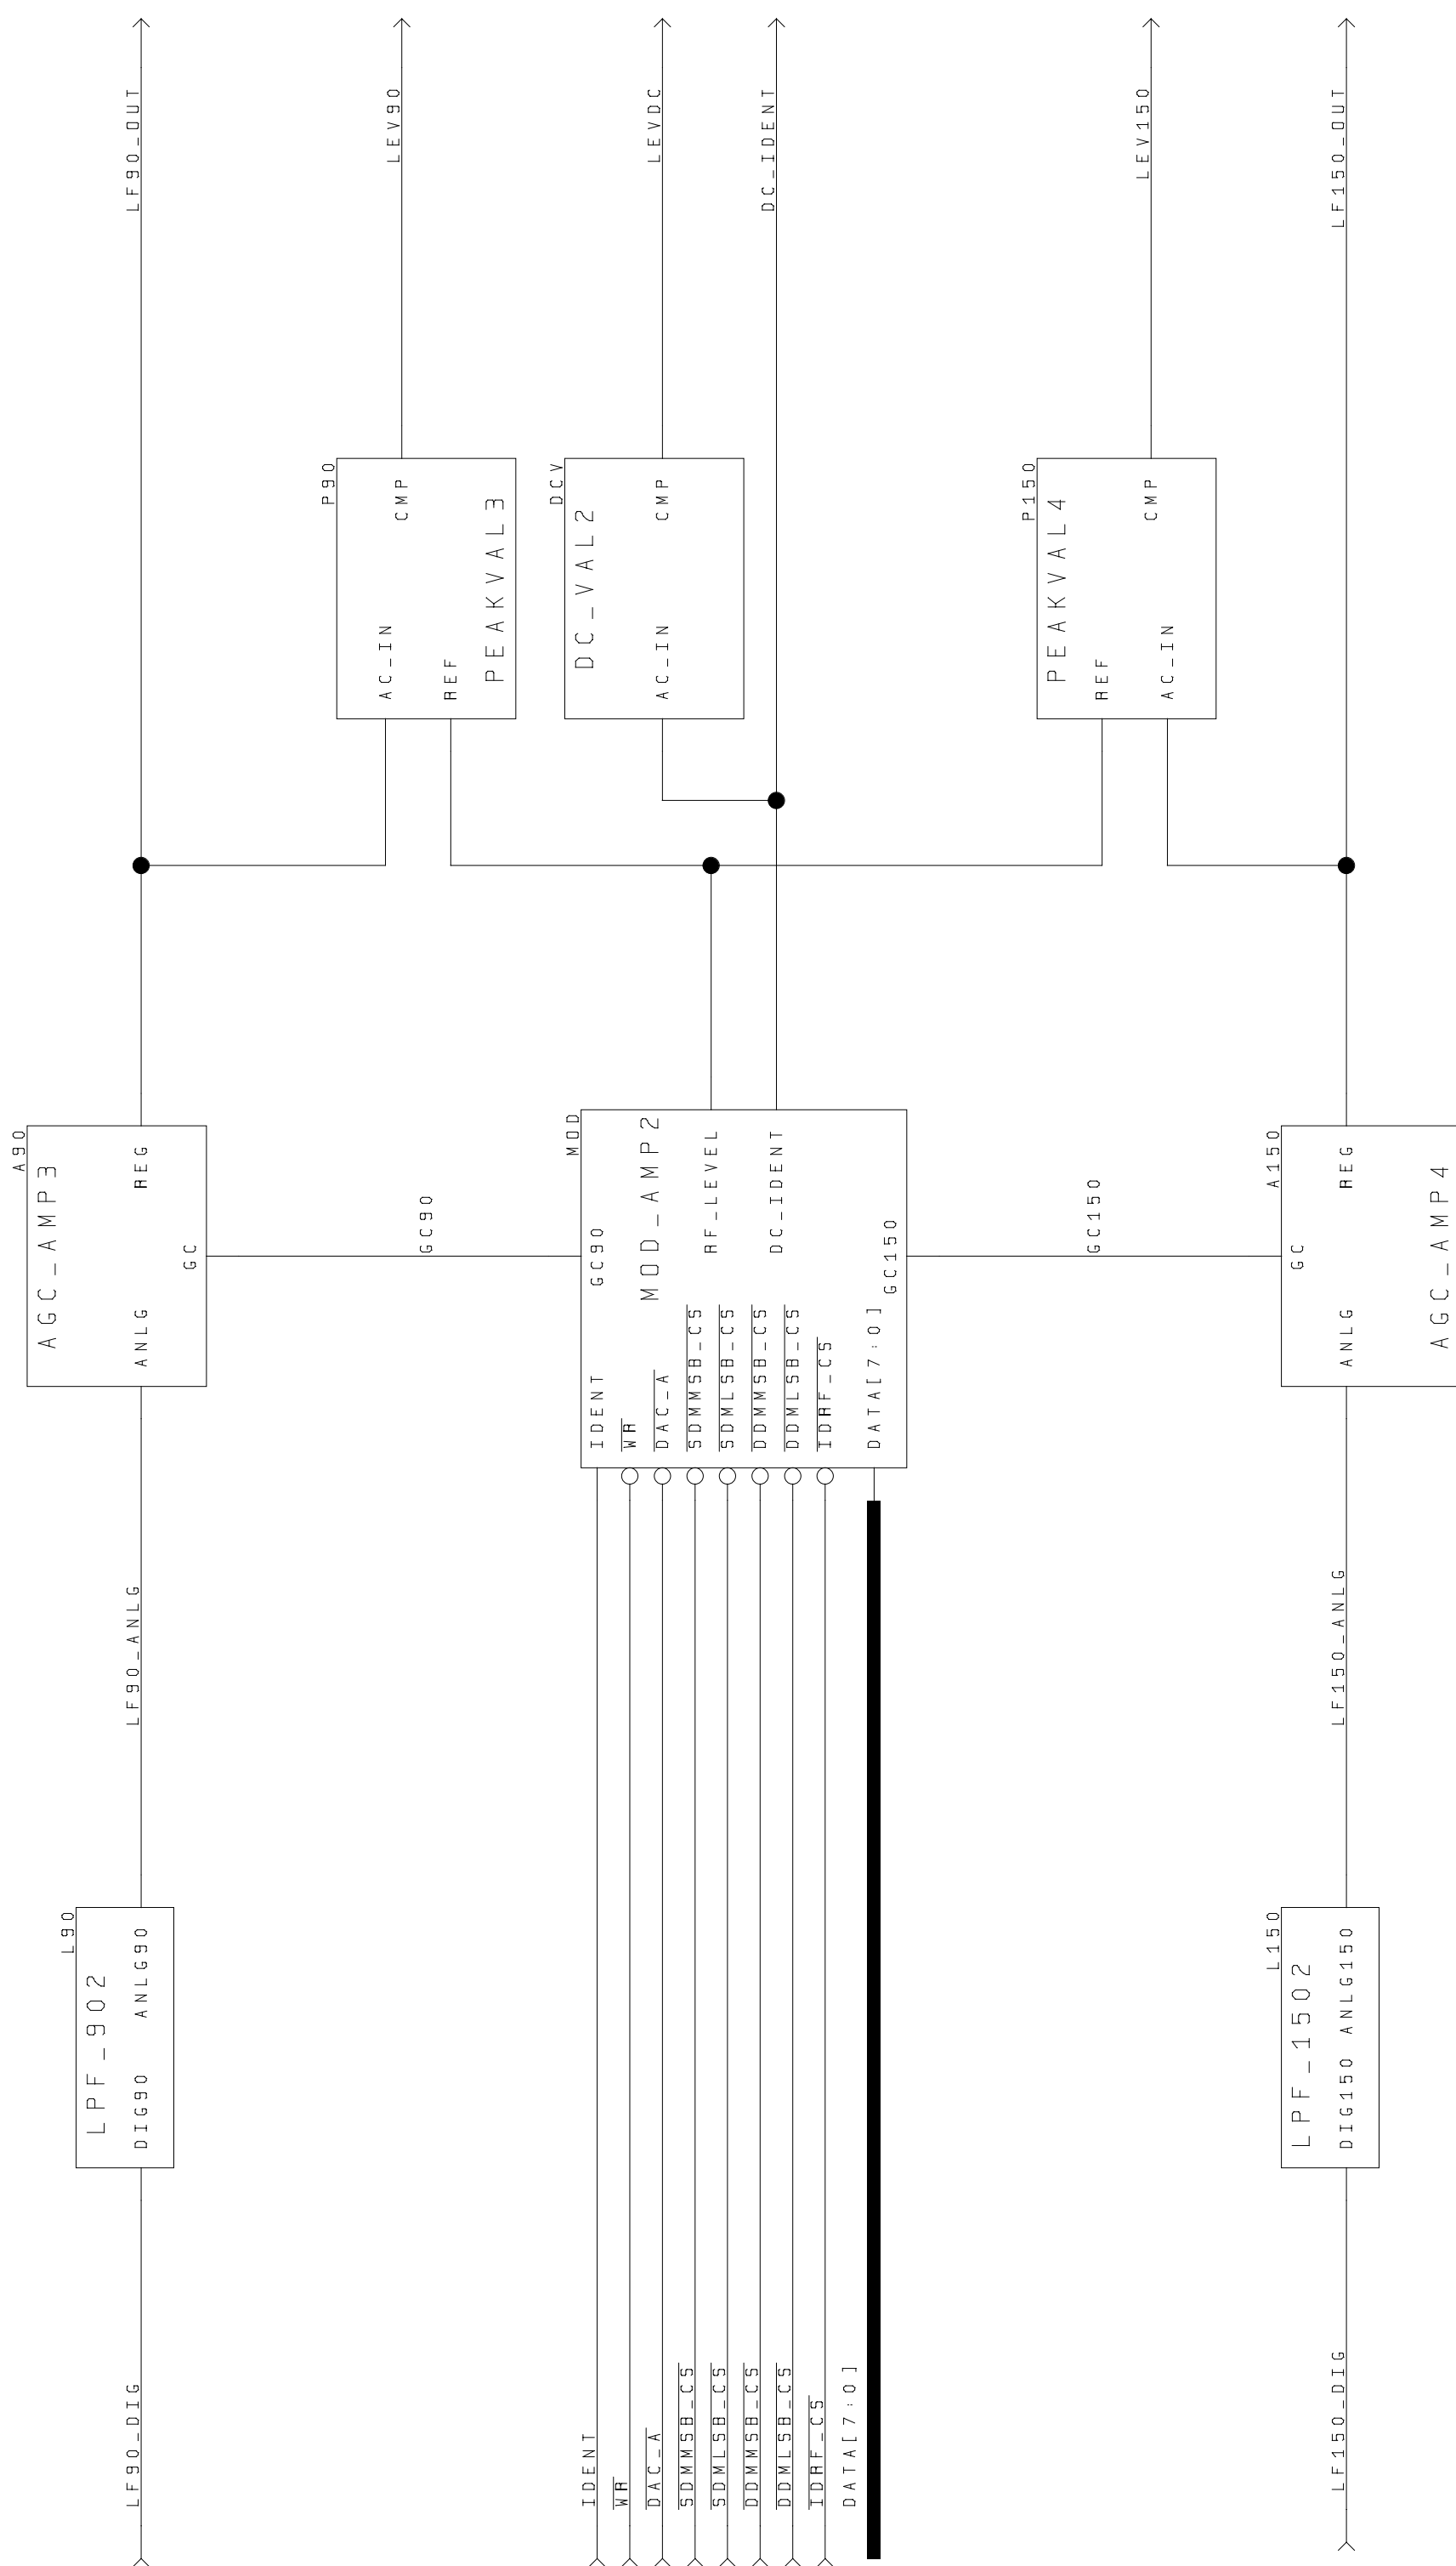 A90
AGC_AMP3
L90
LPF_902
LF90_DIG
DIG90 ANLG90
LF90_ANLG
ANLG
REG
GC
LF90_OUT
P90
AC_IN
CMP
REF
PEAKVAL3
LEV90
GC90
DCV
DC_VAL2
AC_IN
CMP
LEVDC
IDENT
WR
DAC_A
SDMMSB_CS
SDMLSB_CS
DDMMSB_CS
DDMLSB_CS
IDRF_CS
DATA[7:0]
MOD
IDENT
GC90
WR
MOD_AMP2
DAC_A
SDMMSB_CS
RF_LEVEL
SDMLSB_CS
DDMMSB_CS
DC_IDENT
DDMLSB_CS
IDRF_CS
DATA[7:0]
GC150
DC_IDENT
P150
PEAKVAL4
REF
CMP
AC_IN
LEV150
GC150
L150
LPF_1502
LF150_DIG
DIG150 ANLG150
LF150_ANLG
A150
GC
ANLG
REG
AGC_AMP4
LF150_OUT